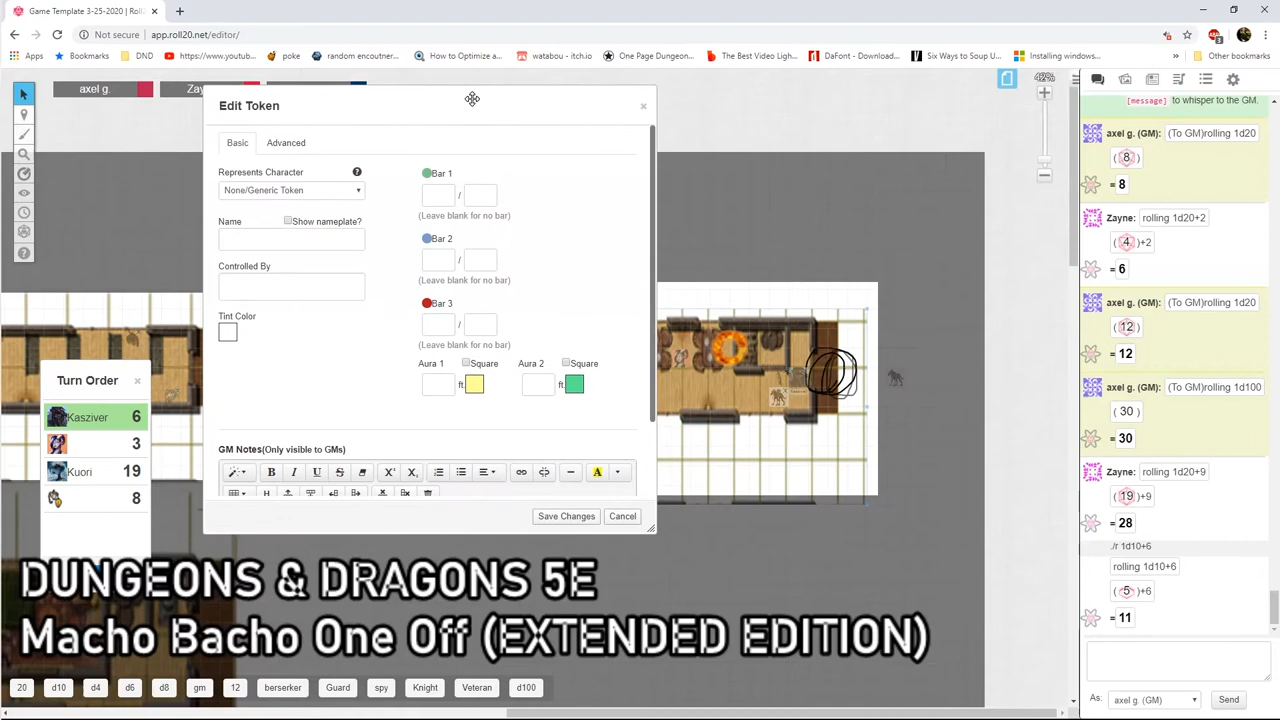 Game Template 3-25-2020 | Rol
Not secure | app.roll20.net/editor/
Apps
Bookmarks
DND
https://www.youtube...
poke
random encoutner...
How to Optimize a...
watabou - itch.io
One Page Dungeon...
The Best Video Ligh...
DaFont - Download...
Six Ways to Soup U...
Installing windows...
Other bookmarks
axel g.
Zay
42%
Edit Token
Basic
Advanced
Represents Character
None/Generic Token
Name
Show nameplate?
Controlled By
Tint Color
Bar 1
/
(Leave blank for no bar)
Bar 2
/
(Leave blank for no bar)
Bar 3
/
(Leave blank for no bar)
Aura 1
Square
Aura 2
Square
ft.
ft.
GM Notes(Only visible to GMs)
B I U S
A
Save Changes
Cancel
Turn Order
Kasziver 6
3
Kuori 19
8
[message] to whisper to the GM.
axel g. (GM): (To GM)rolling 1d20
(8)
= 8
Zayne: rolling 1d20+2
(4)+2
= 6
axel g. (GM): (To GM)rolling 1d20
(12)
= 12
axel g. (GM): (To GM)rolling 1d100
(30)
= 30
Zayne: rolling 1d20+9
(19)+9
= 28
./r 1d10+6
rolling 1d10+6
(5)+6
= 11
DUNGEONS & DRAGONS 5E
Macho Bacho One Off (EXTENDED EDITION)
20
d10
d4
d6
d8
gm
12
berserker
Guard
spy
Knight
Veteran
d100
As:
axel g. (GM)
Send